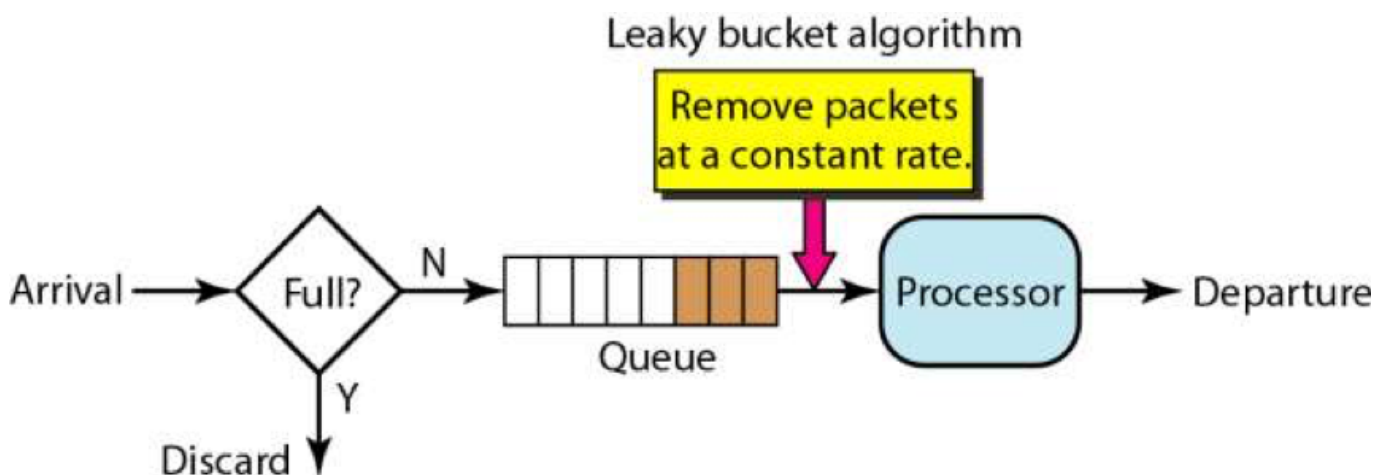 Leaky bucket algorithm
Remove packets
at a constant rate.
Arrival
Full?
N
Y
Discard
Queue
Processor
Departure